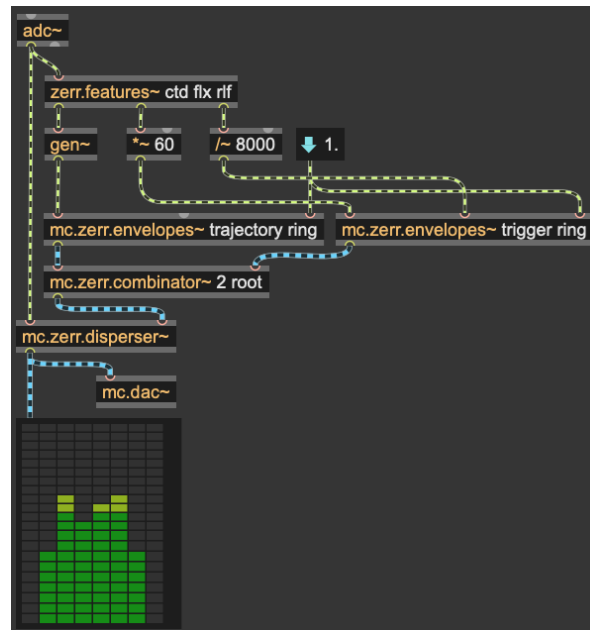 adc~
zerr.features~ ctd flx rlf
gen~
*~ 60
/~ 8000
1.
mc.zerr.envelopes~ trajectory ring
mc.zerr.envelopes~ trigger ring
mc.zerr.combinator~ 2 root
mc.zerr.disperser~
mc.dac~